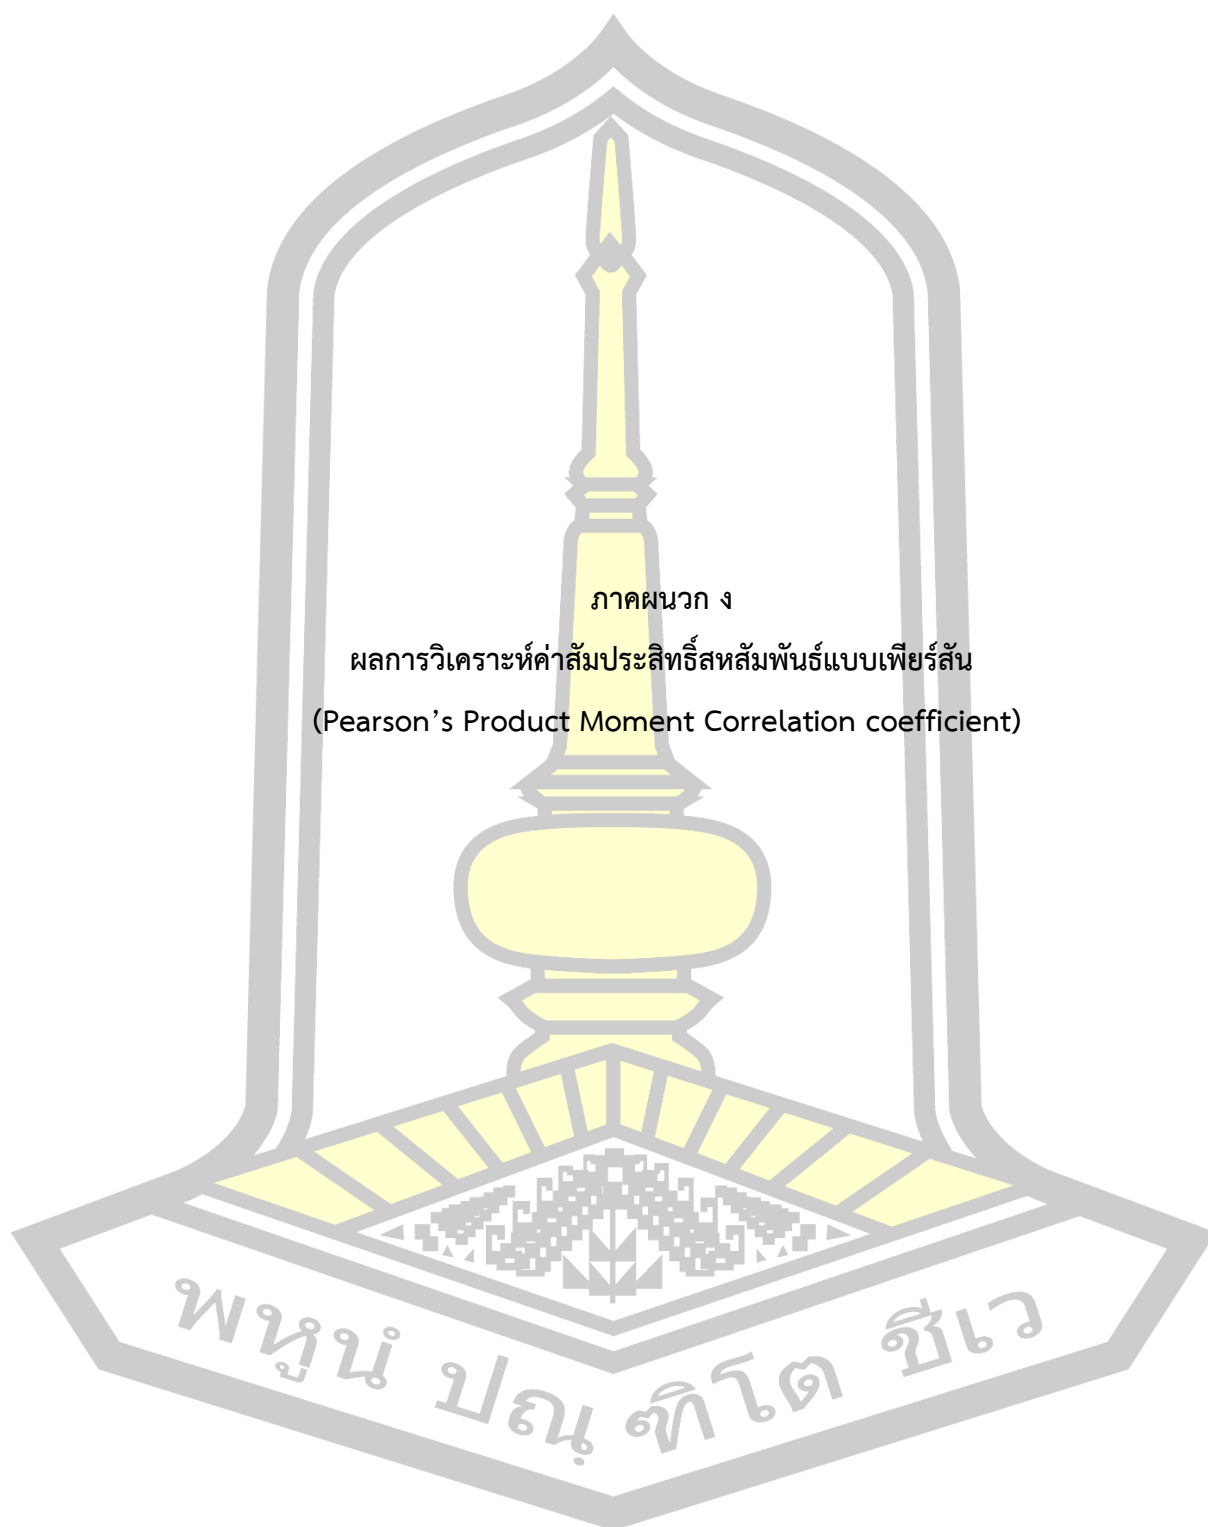 ภาคผนวก ง
ผลการวิเคราะห์ค่าสัมประสิทธิ์สหสัมพันธ์แบบเพียร์สัน
(Pearson’s Product Moment Correlation coefficient)
พหูนํ ปณฺฑิโต ชีเว